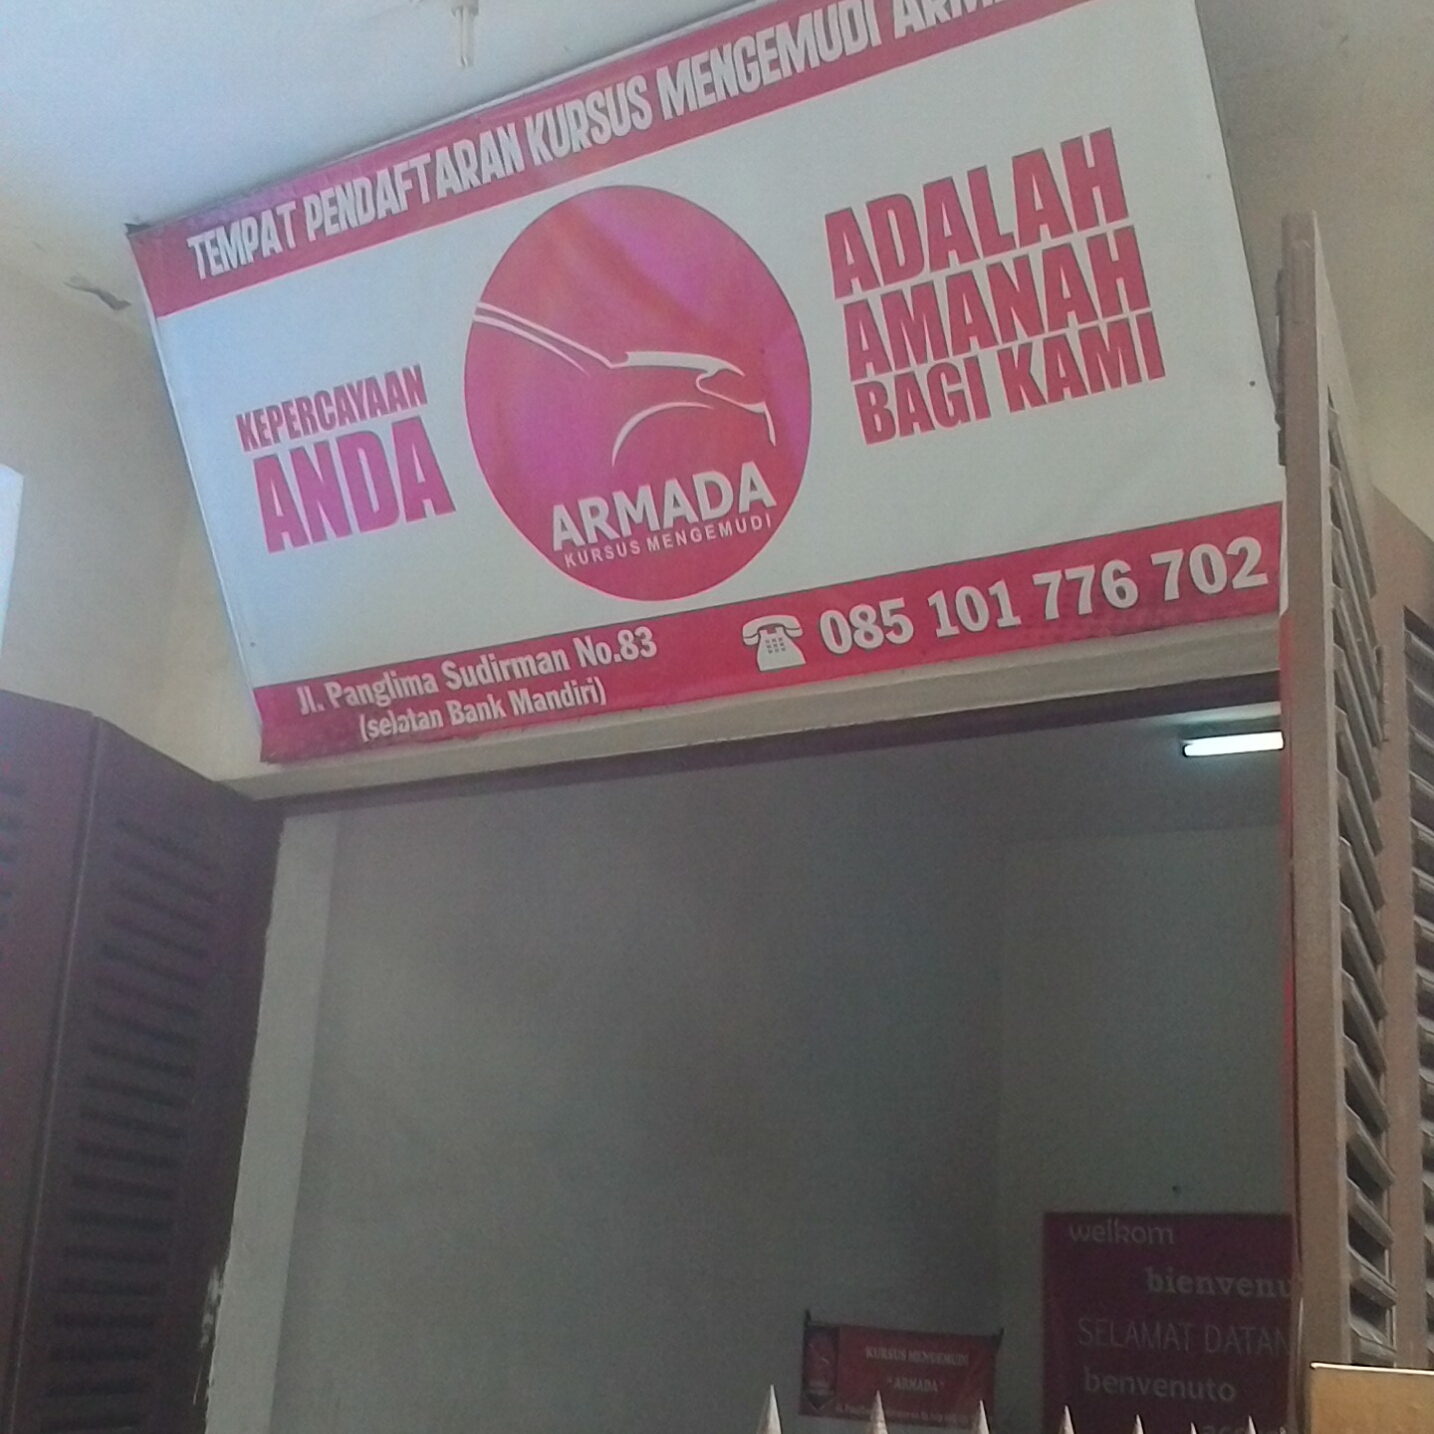 TEMPAT PENDAFTARAN KURSUS MENGEMUDI
KEPERCAYAAN
ANDA
ARMADA
KURSUS MENGEMUDI
ADALAH
AMANAH
BAGI KAMI
Jl. Panglima Sudirman No.83
(selatan Bank Mandiri)
085 101 776 702
welkom
bienvenu
SELAMAT DATAN
benvenuto
KURSUS MENGEMUDI
"ARMADA"